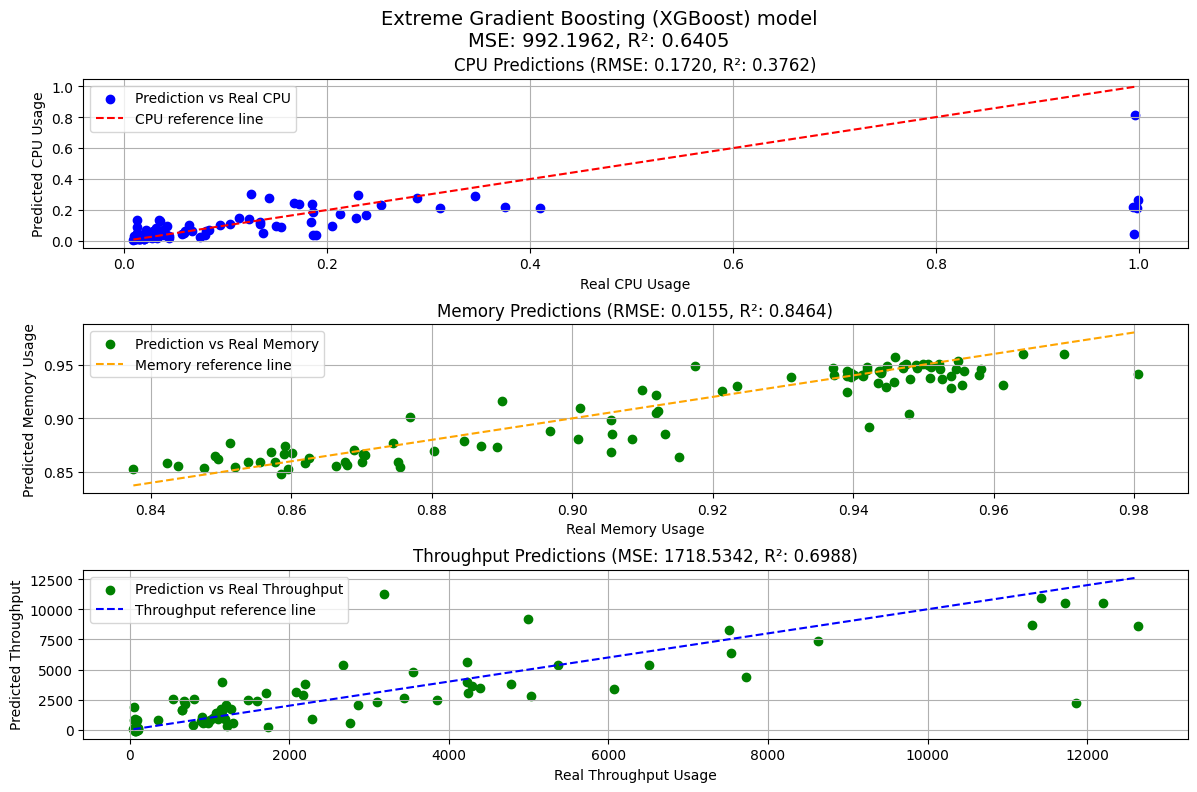 Extreme Gradient Boosting (XGBoost) model
MSE: 992.1962, R²: 0.6405
CPU Predictions (RMSE: 0.1720, R²: 0.3762)
Predicted CPU Usage
1.0
0.8
0.6
0.4
0.2
0.0
Prediction vs Real CPU
CPU reference line
0.0 0.2 0.4 0.6 0.8 1.0
Real CPU Usage
Memory Predictions (RMSE: 0.0155, R²: 0.8464)
Predicted Memory Usage
0.95
0.90
0.85
Prediction vs Real Memory
Memory reference line
0.84 0.86 0.88 0.90 0.92 0.94 0.96 0.98
Real Memory Usage
Throughput Predictions (MSE: 1718.5342, R²: 0.6988)
Predicted Throughput
12500
10000
7500
5000
2500
0
Prediction vs Real Throughput
Throughput reference line
0 2000 4000 6000 8000 10000 12000
Real Throughput Usage